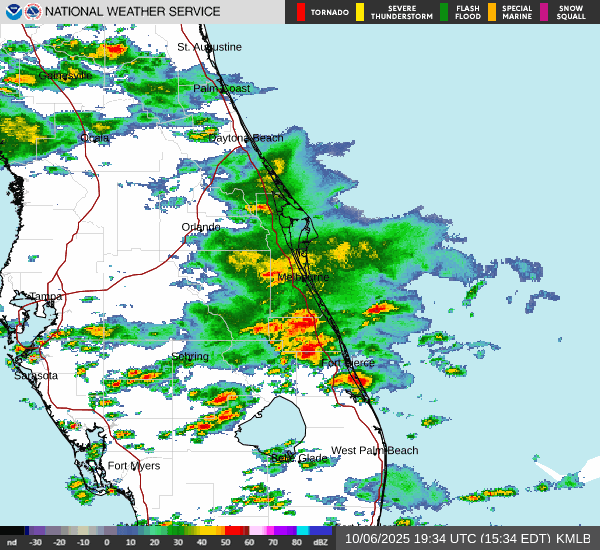 NATIONAL WEATHER SERVICE
TORNADO
SEVERE THUNDERSTORM
FLASH FLOOD
SPECIAL MARINE
SNOW SQUALL
St. Augustine
Gainesville
Palm Coast
Ocala
Daytona Beach
Orlando
Melbourne
Tampa
Sebring
Fort Pierce
Sarasota
West Palm Beach
Belle Glade
Fort Myers
nd -30 -20 -10 0 10 20 30 40 50 60 70 80 dBZ
10/06/2025 19:34 UTC (15:34 EDT) KMLB